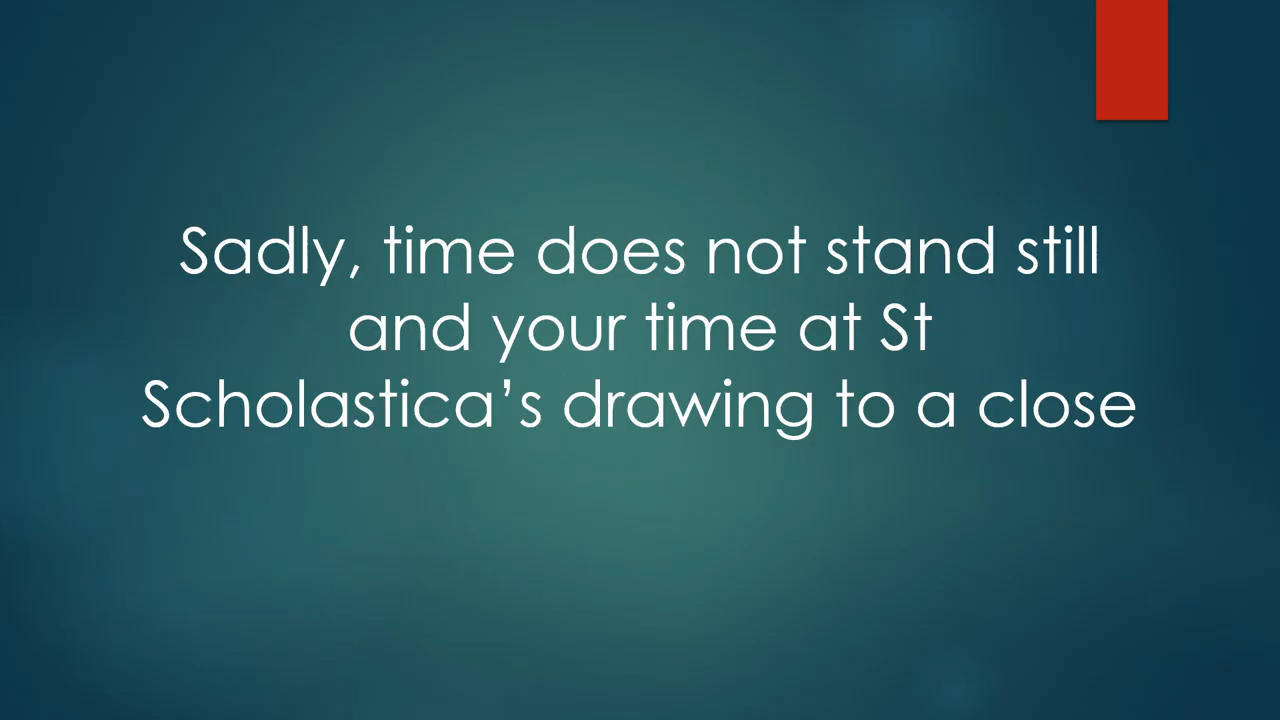 Sadly, time does not stand still
and your time at St
Scholastica’s drawing to a close